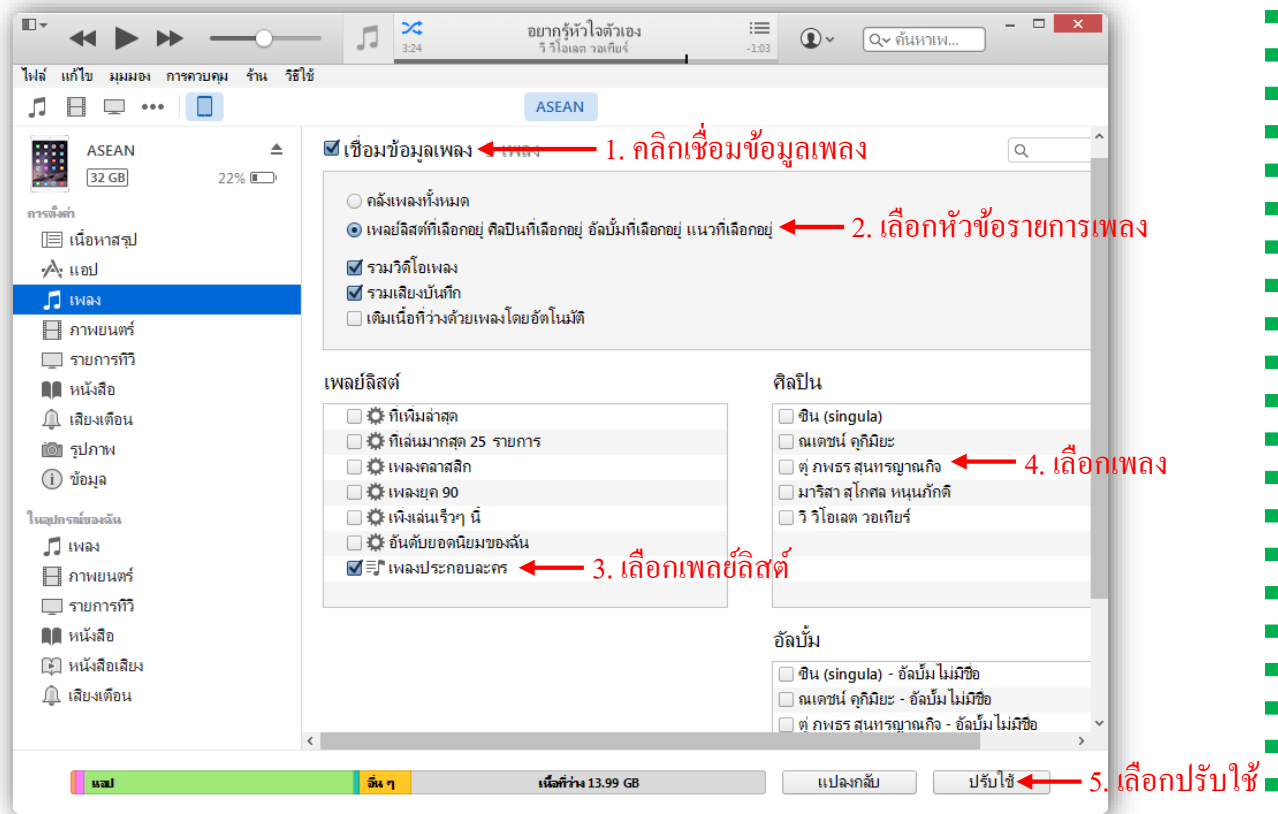 อยากรู้หัวใจตัวเอง
3:24 วี วิโอเลต วอเทียร์ -1:03
ค้นหาเพ...
ไฟล์ แก้ไข มุมมอง การควบคุม ร้าน วิธีใช้
ASEAN
ASEAN
32 GB 22%
การตั้งค่า
เนื้อหาสรุป
แอป
เพลง
ภาพยนตร์
รายการทีวี
หนังสือ
เสียงเตือน
รูปภาพ
ข้อมูล
ในอุปกรณ์ของฉัน
เพลง
ภาพยนตร์
รายการทีวี
หนังสือ
หนังสือเสียง
เสียงเตือน
เชื่อมข้อมูลเพลง เพลง 1. คลิกเชื่อมข้อมูลเพลง
คลังเพลงทั้งหมด
เพลย์ลิสต์ที่เลือกอยู่ ศิลปินที่เลือกอยู่ อัลบั้มที่เลือกอยู่ แนวที่เลือกอยู่ 2. เลือกหัวข้อรายการเพลง
รวมวิดีโอเพลง
รวมเสียงบันทึก
เติมเนื้อที่ว่างด้วยเพลงโดยอัตโนมัติ
เพลย์ลิสต์
ที่เพิ่มล่าสุด
ที่เล่นมากสุด 25 รายการ
เพลงคลาสสิก
เพลงยุค 90
เพิ่งเล่นเร็วๆ นี้
อันดับยอดนิยมของฉัน
เพลงประกอบละคร 3. เลือกเพลย์ลิสต์
ศิลปิน
ซิน (singula)
ณเดชน์ คูกิมิยะ
ตู่ ภพธร สุนทรญาณกิจ 4. เลือกเพลง
มาริสา สุโกศล หนุนภักดี
วี วิโอเลต วอเทียร์
อัลบั้ม
ซิน (singula) - อัลบั้มไม่มีชื่อ
ณเดชน์ คูกิมิยะ - อัลบั้มไม่มีชื่อ
ตู่ ภพธร สุนทรญาณกิจ - อัลบั้มไม่มีชื่อ
แอป อื่น ๆ เนื้อที่ว่าง 13.99 GB แปลงกลับ ปรับใช้ 5. เลือกปรับใช้